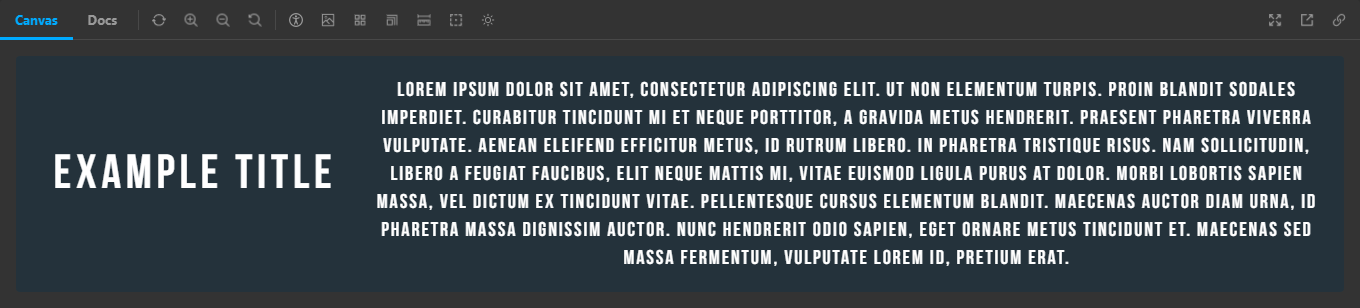 Canvas Docs
LOREM IPSUM DOLOR SIT AMET, CONSECTETUR ADIPISCING ELIT. UT NON ELEMENTUM TURPIS. PROIN BLANDIT SODALES
IMPERDIET. CURABITUR TINCIDUNT MI ET NEQUE PORTTITOR, A GRAVIDA METUS HENDRERIT. PRAESENT PHARETRA VIVERRA
VULPUTATE. AENEAN ELEIFEND EFFICITUR METUS, ID RUTRUM LIBERO. IN PHARETRA TRISTIQUE RISUS. NAM SOLLICITUDIN,
EXAMPLE TITLE
LIBERO A FEUGIAT FAUCIBUS, ELIT NEQUE MATTIS MI, VITAE EUISMOD LIGULA PURUS AT DOLOR. MORBI LOBORTIS SAPIEN
MASSA, VEL DICTUM EX TINCIDUNT VITAE. PELLENTESQUE CURSUS ELEMENTUM BLANDIT. MAECENAS AUCTOR DIAM URNA, ID
PHARETRA MASSA DIGNISSIM AUCTOR. NUNC HENDRERIT ODIO SAPIEN, EGET ORNARE METUS TINCIDUNT ET. MAECENAS SED
MASSA FERMENTUM, VULPUTATE LOREM ID, PRETIUM ERAT.